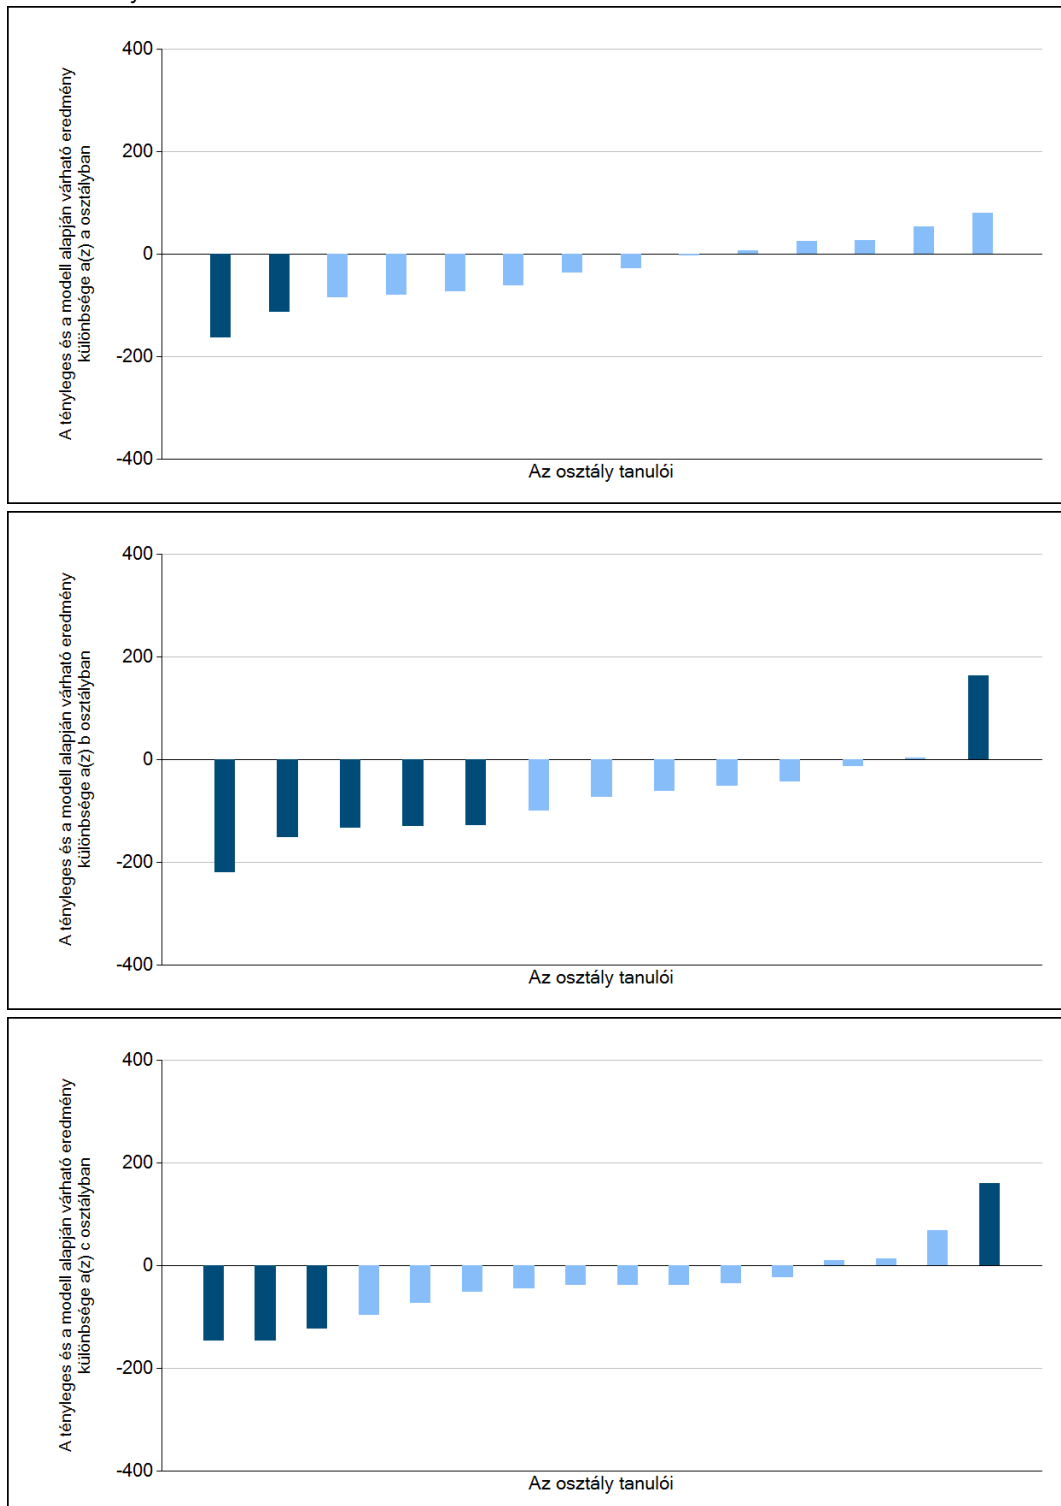 400
200
0
-200
-400
A tényleges és a modell alapján várható eredmény
különbsége a(z) a osztályban
Az osztály tanulói
400
200
0
-200
-400
A tényleges és a modell alapján várható eredmény
különbsége a(z) b osztályban
Az osztály tanulói
400
200
0
-200
-400
A tényleges és a modell alapján várható eredmény
különbsége a(z) c osztályban
Az osztály tanulói